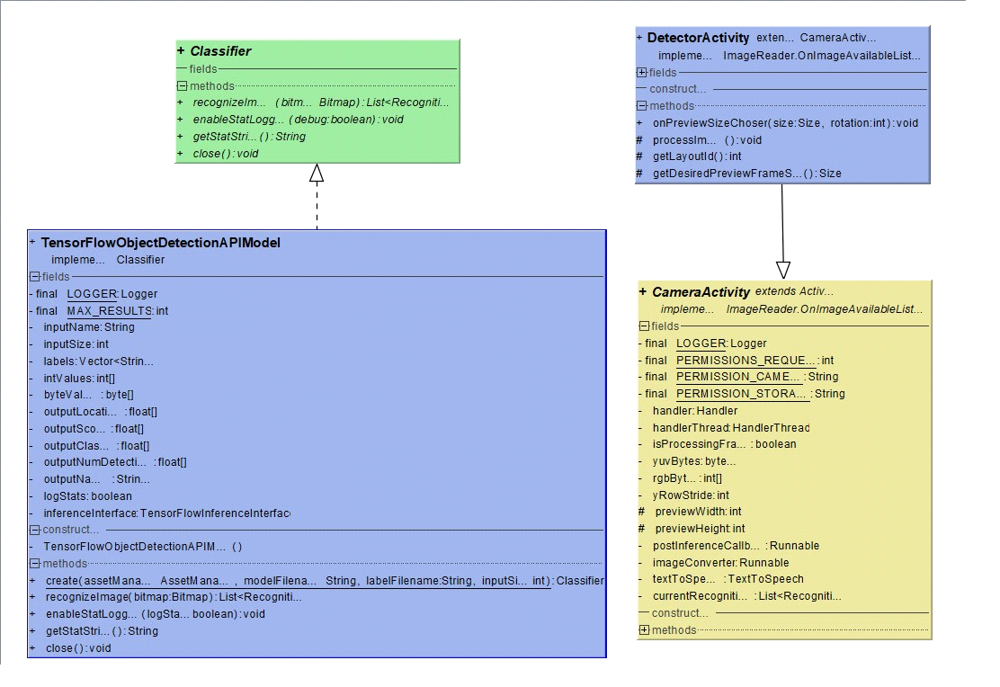 + Classifier
fields
methods
+ recognizeIm... (bitm... Bitmap):List<Recogniti...
+ enableStatLogg... (debug:boolean):void
+ getStatStri... ():String
+ close():void
+ DetectorActivity exten... CameraActiv...
impleme... ImageReader.OnImageAvailableList...
fields
construct...
methods
+ onPreviewSizeChoser(size:Size, rotation:int):void
# processIm... ():void
# getLayoutId():int
# getDesiredPreviewFrameS...():Size
+ TensorFlowObjectDetectionAPIModel
impleme... Classifier
fields
- final LOGGER:Logger
- final MAX_RESULTS:int
- inputName:String
- inputSize:int
- labels:Vector<Strin...
- intValues:int[]
- byteVal... :byte[]
- outputLocati... :float[]
- outputSco... :float[]
- outputClas... :float[]
- outputNumDetecti... :float[]
- outputNa... :Strin...
- logStats:boolean
- inferenceInterface:TensorFlowInferenceInterfac
construct...
- TensorFlowObjectDetectionAPIM... ()
methods
+ create(assetMana... AssetMana... , modelFilena... String, labelFilename:String, inputSi... int):Classifier
+ recognizeImage(bitmap:Bitmap):List<Recogniti...
+ enableStatLogg... (logSta... boolean):void
+ getStatStri...():String
+ close():void
+ CameraActivity extends Activ...
impleme... ImageReader.OnImageAvailableList...
fields
- final LOGGER:Logger
- final PERMISSIONS_REQUE...:int
- final PERMISSION_CAME... :String
- final PERMISSION_STORA... :String
- handler:Handler
- handlerThread:HandlerThread
- isProcessingFra... :boolean
- yuvBytes:byte...
- rgbByt... :int[]
- yRowStride:int
# previewWidth:int
# previewHeight:int
- postInferenceCallb... :Runnable
- imageConverter:Runnable
- textToSpe... :TextToSpeech
- currentRecogniti... :List<Recogniti...
construct...
methods